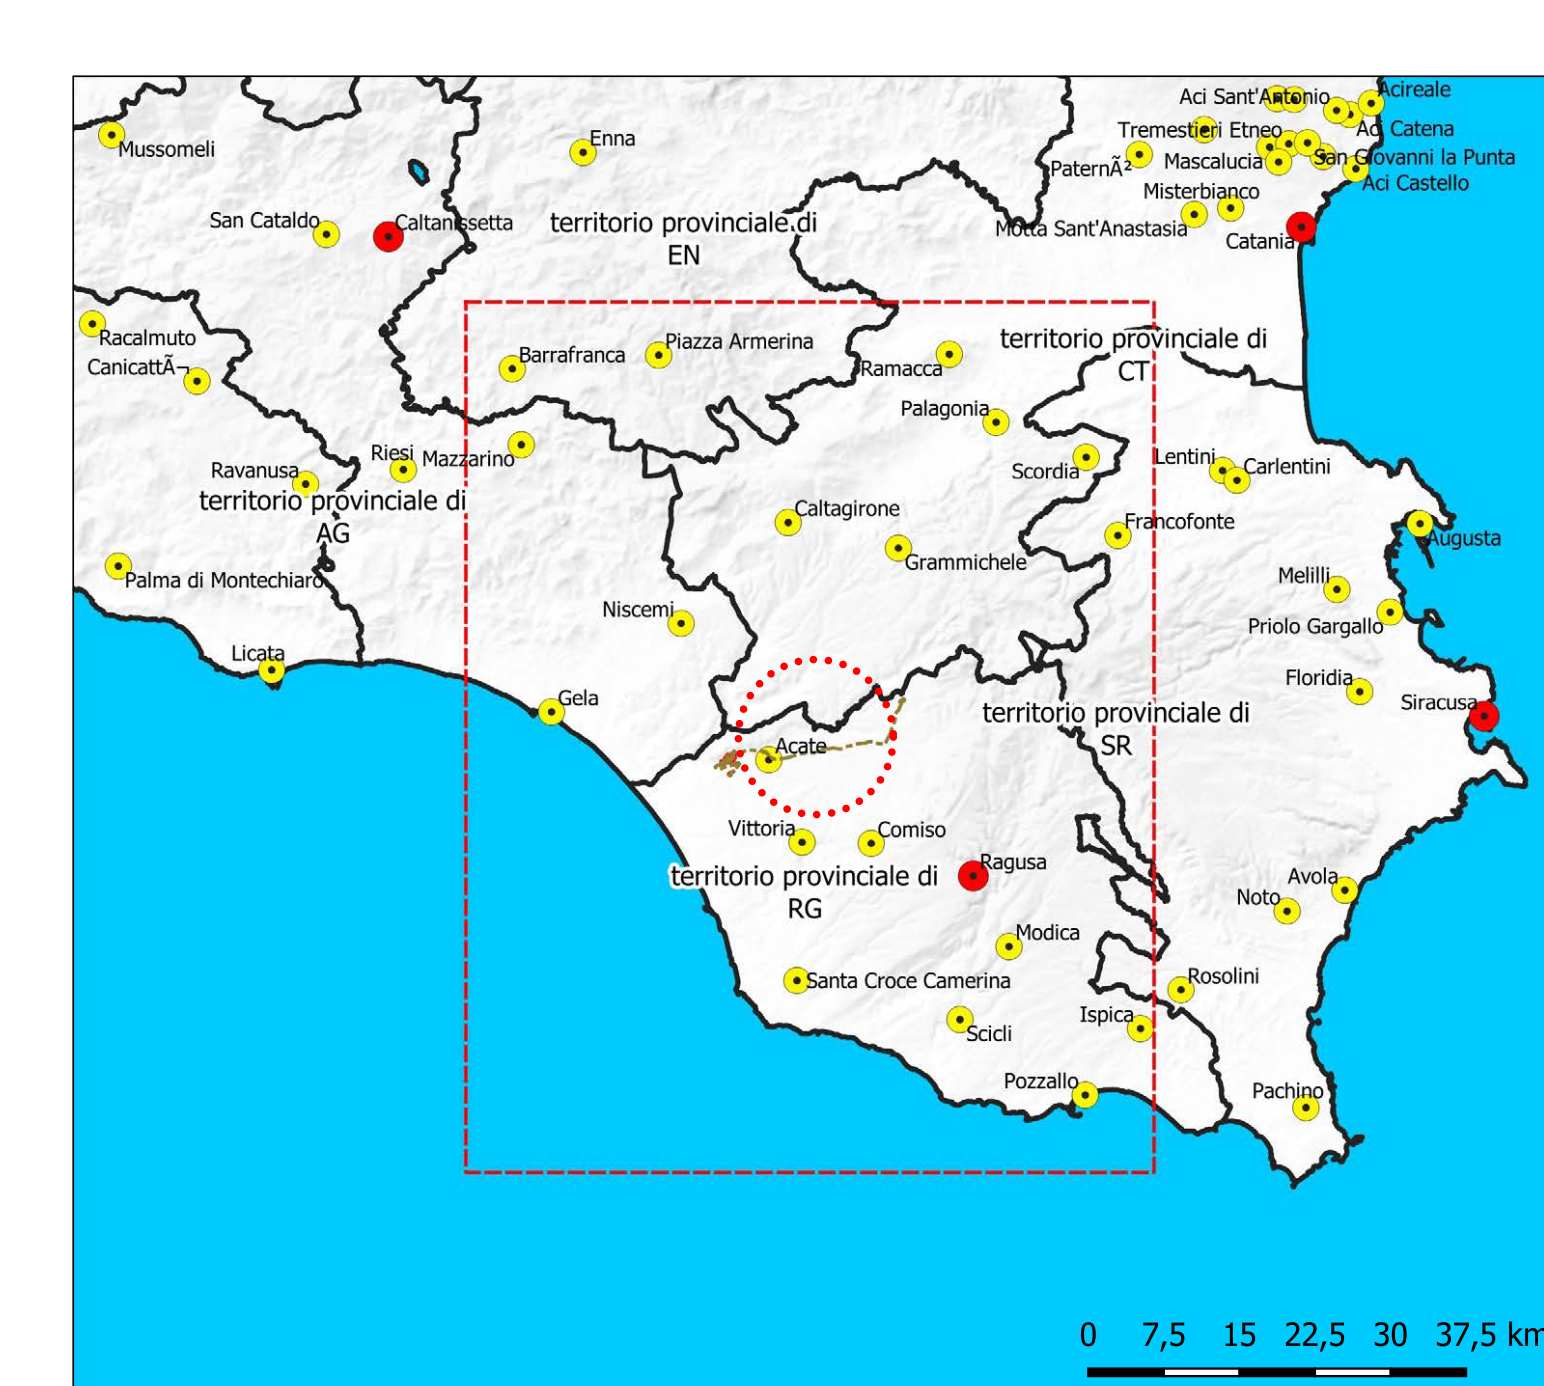 Acireale
Aci Sant'Antonio
Aci Catena
Tremestieri Etneo
Enna
Mussomeli
San Giovanni la Punta
Mascalucia
PaternÃ²
Aci Castello
Misterbianco
San Cataldo
Caltanissetta
territorio provinciale di
EN
Motta Sant'Anastasia
Catania
Racalmuto
Piazza Armerina
territorio provinciale di
CT
Barrafranca
CanicattÃ¬
Ramacca
Palagonia
Riesi
Mazzarino
Ravanusa
Scordia
Lentini
Carlentini
territorio provinciale di
AG
Caltagirone
Francofonte
Augusta
Grammichele
Palma di Montechiaro
Melilli
Niscemi
Priolo Gargallo
Licata
Floridia
Gela
Siracusa
territorio provinciale di
SR
Acate
Vittoria
Comiso
Ragusa
territorio provinciale di
RG
Avola
Noto
Modica
Santa Croce Camerina
Rosolini
Ispica
Scicli
Pozzallo
Pachino
0 7,5 15 22,5 30 37,5 km